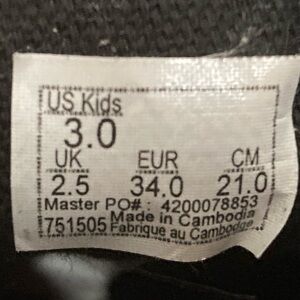 US Kids
3.0
UK EUR CM
2.5 34.0 21.0
Master PO# : 4200078853
751505 Made in Cambodia
Fabrique au Cambodge